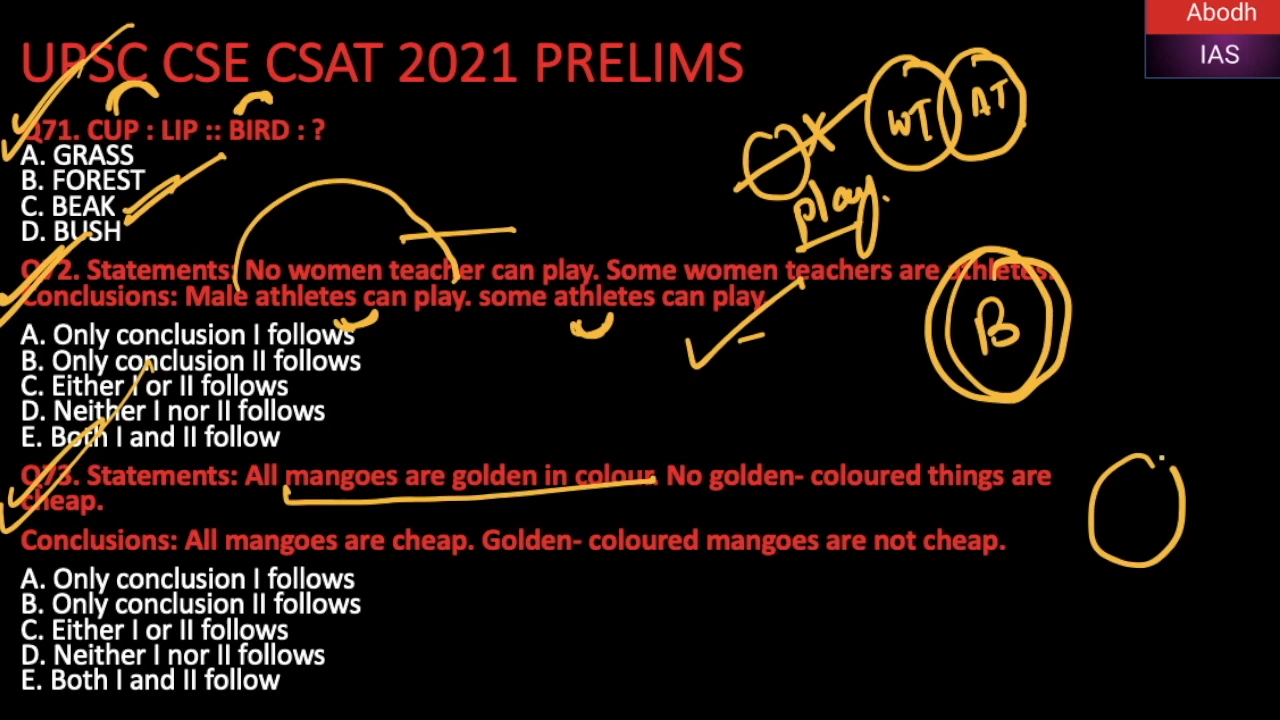 Abodh
IAS
UPSC CSE CSAT 2021 PRELIMS
Q71. CUP : LIP :: BIRD : ?
A. GRASS
B. FOREST
C. BEAK
D. BUSH
Q72. Statements: No women teacher can play. Some women teachers are athletes.
Conclusions: Male athletes can play. some athletes can play
A. Only conclusion I follows
B. Only conclusion II follows
C. Either I or II follows
D. Neither I nor II follows
E. Both I and II follow
Q73. Statements: All mangoes are golden in colour. No golden- coloured things are
cheap.
Conclusions: All mangoes are cheap. Golden- coloured mangoes are not cheap.
A. Only conclusion I follows
B. Only conclusion II follows
C. Either I or II follows
D. Neither I nor II follows
E. Both I and II follow
WT
AT
play.
B